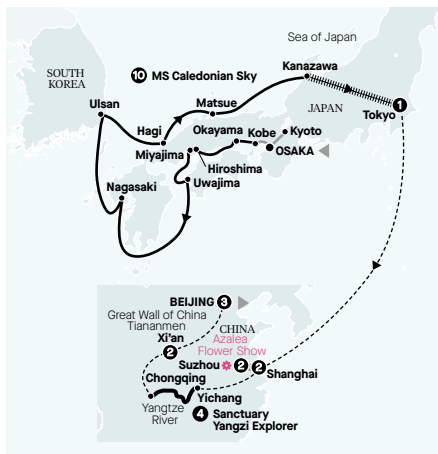 Sea of Japan
Kanazawa
10 MS Caledonian Sky
SOUTH
KOREA
Ulsan
Matsue
JAPAN
1
Tokyo
Hagi
Okayama
Kobe
Kyoto
Miyajima
OSAKA
Hiroshima
Nagasaki
Uwajima
BEIJING 3
Great Wall of China
Tiananmen
CHINA
Xi'an
2
Azalea
Flower Show
Suzhou 2
2
Shanghai
Chongqing
Yichang
Yangtze
River
4 Sanctuary
Yangzi Explorer